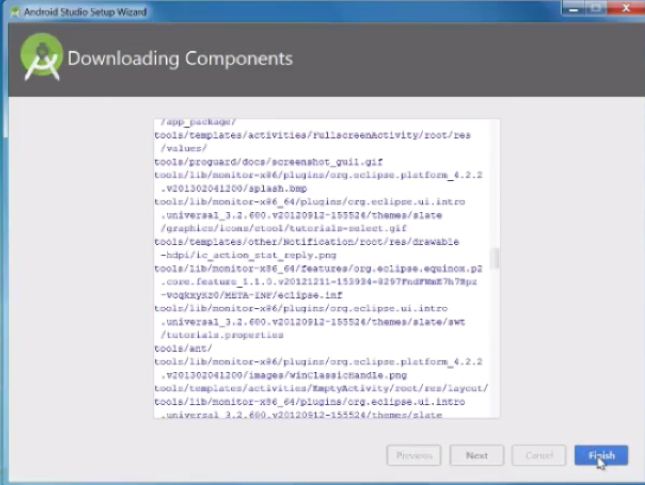 Android Studio Setup Wizard
Downloading Components
/app_package/
tools/templates/activities/FullscreenActivity/root/res
/values/
tools/proguard/docs/screenshot_gui1.gif
tools/lib/monitor-x86/plugins/org.eclipse.platform_4.2.2
.v201302041200/splash.bmp
tools/lib/monitor-x86_64/plugins/org.eclipse.ui.intro
.universal_3.2.600.v20120912-155524/themes/slate
/graphics/icons/ctool/tutorials-select.gif
tools/templates/other/Notification/root/res/drawable
-hdpi/ic_action_stat_reply.png
tools/lib/monitor-x86_64/features/org.eclipse.equinox.p2
.core.feature_1.1.0.v20121211-153934-
/META-INF/eclipse.inf
tools/lib/monitor-x86/plugins/org.eclipse.ui.intro
.universal_3.2.600.v20120912-155524/themes/slate/swt
/tutorials.properties
tools/ant/
tools/lib/monitor-x86/plugins/org.eclipse.platform_4.2.2
.v201302041200/images/winClassicHandle.png
tools/templates/activities/EmptyActivity/root/res/layout/
tools/lib/monitor-x86_64/plugins/org.eclipse.ui.intro
.universal_3.2.600.v20120912-155524/themes/slate
Previous Next Cancel Finish